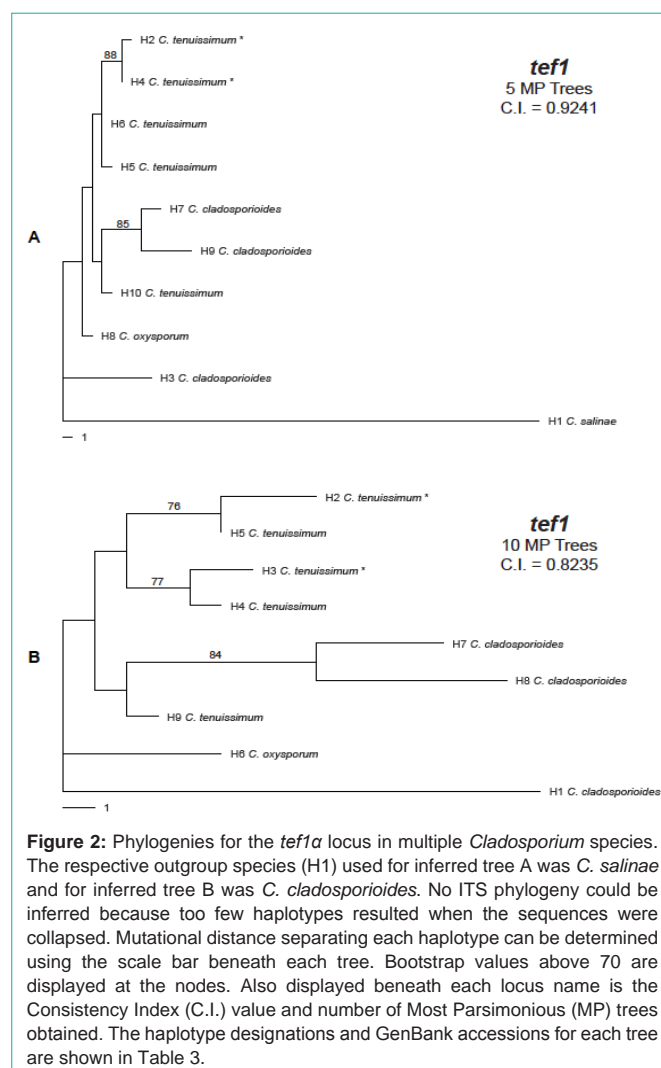 88
H2 C. tenuissimum *
H4 C. tenuissimum *
H6 C. tenuissimum
H5 C. tenuissimum
85
H7 C. cladosporioides
H9 C. cladosporioides
H10 C. tenuissimum
H8 C. oxysporum
H3 C. cladosporioides
H1 C. salinae
1
A
tef1
5 MP Trees
C.I. = 0.9241
76
H2 C. tenuissimum *
H5 C. tenuissimum
77
H3 C. tenuissimum *
H4 C. tenuissimum
84
H7 C. cladosporioides
H8 C. cladosporioides
H9 C. tenuissimum
H6 C. oxysporum
H1 C. cladosporioides
1
B
tef1
10 MP Trees
C.I. = 0.8235
Figure 2: Phylogenies for the tef1α locus in multiple Cladosporium species.
The respective outgroup species (H1) used for inferred tree A was C. salinae
and for inferred tree B was C. cladosporioides. No ITS phylogeny could be
inferred because too few haplotypes resulted when the sequences were
collapsed. Mutational distance separating each haplotype can be determined
using the scale bar beneath each tree. Bootstrap values above 70 are
displayed at the nodes. Also displayed beneath each locus name is the
Consistency Index (C.I.) value and number of Most Parsimonious (MP) trees
obtained. The haplotype designations and GenBank accessions for each tree
are shown in Table 3.